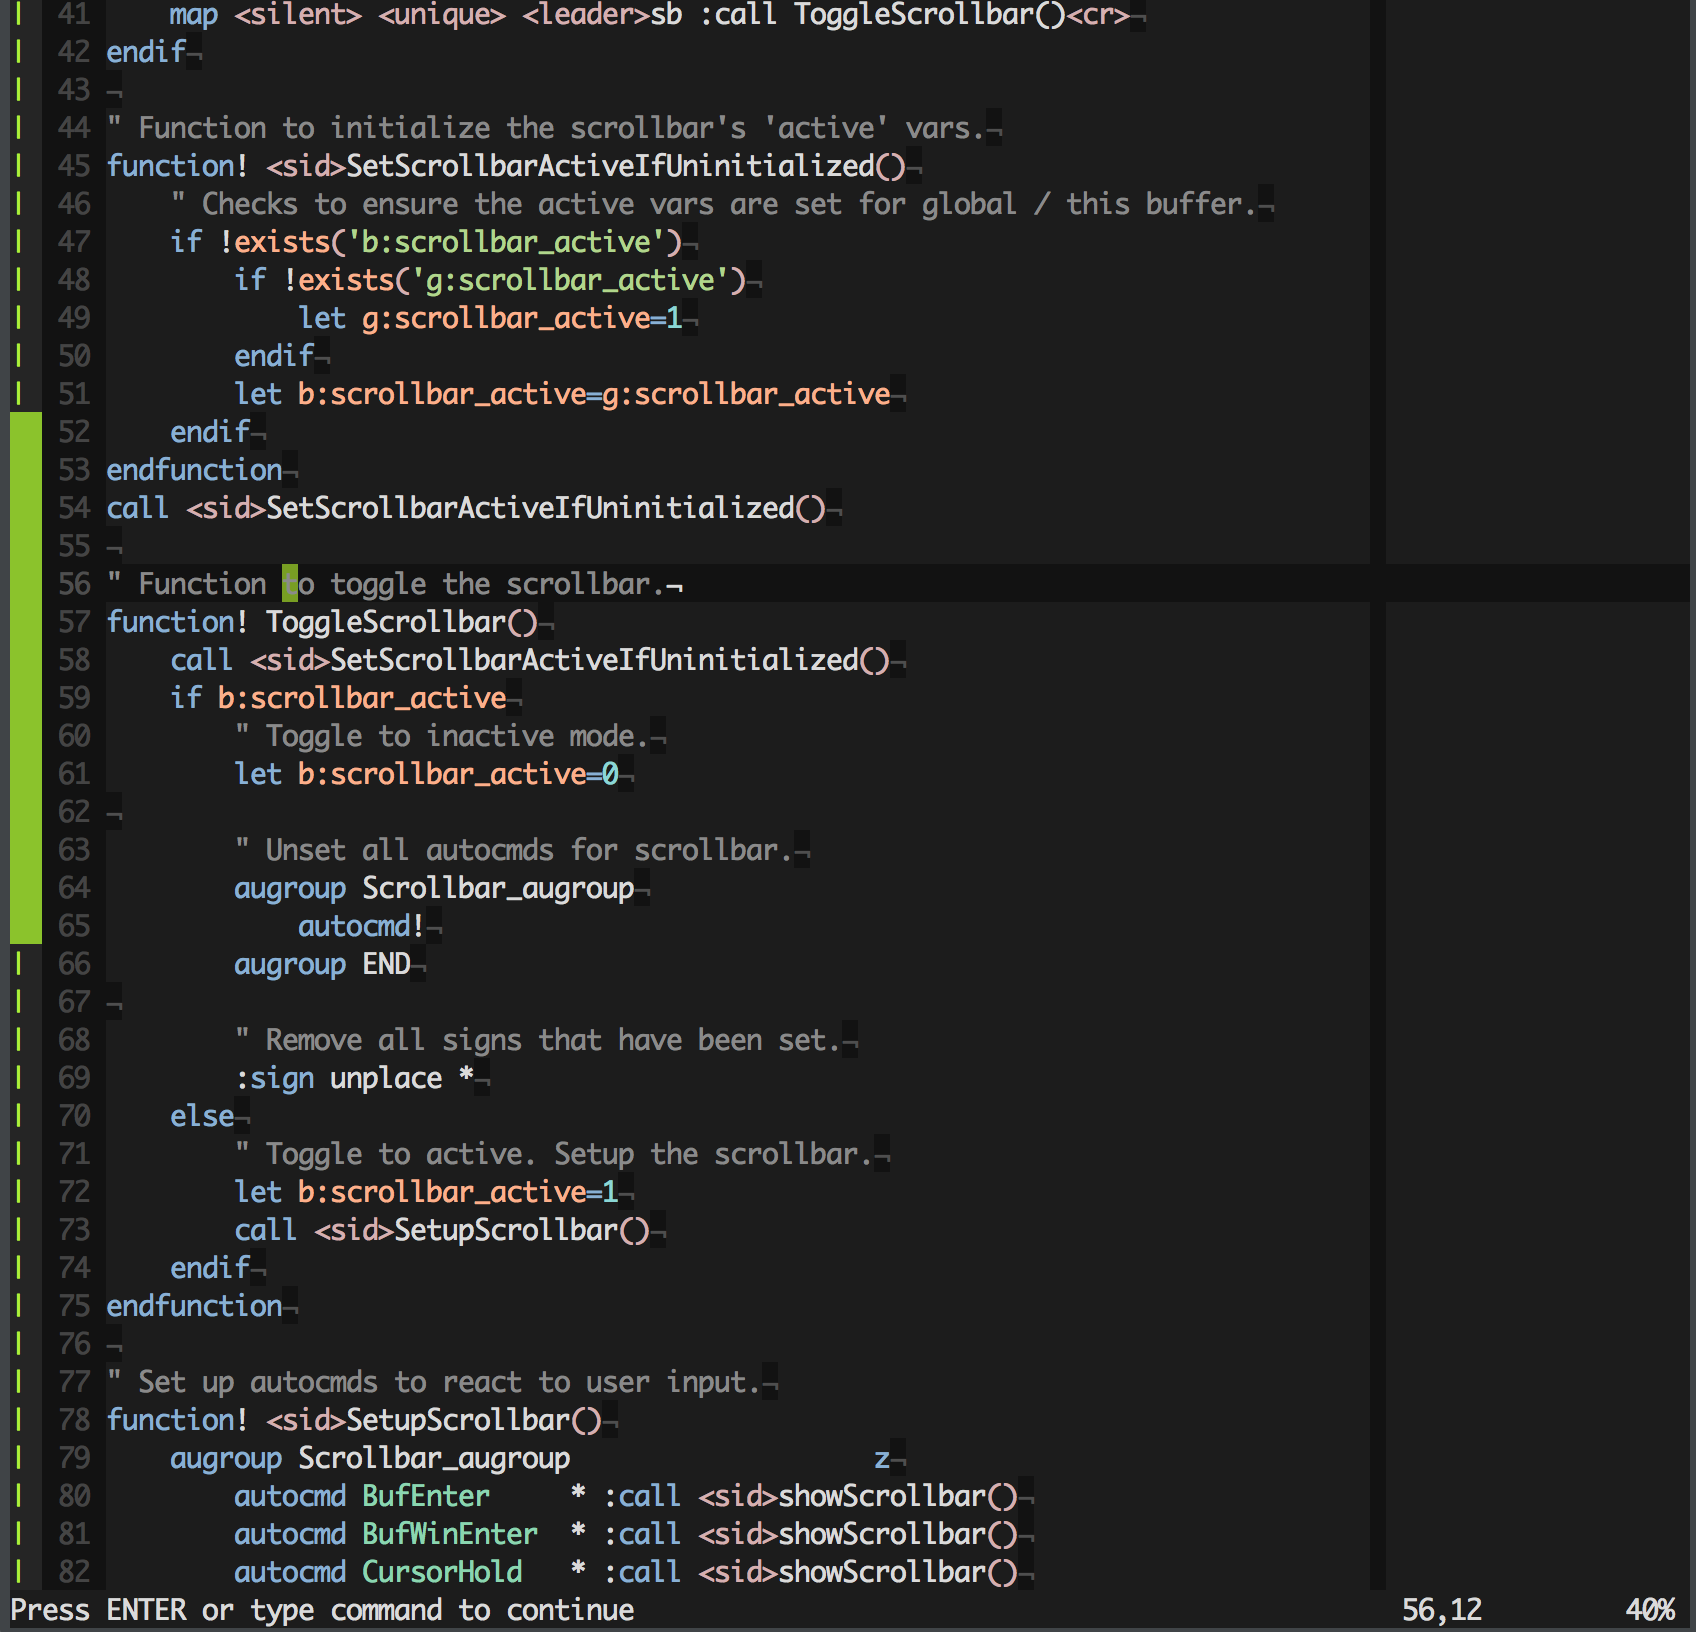 | 41     map <silent> <unique> <leader>sb :call ToggleScrollbar()<cr>¬
| 42 endif¬
| 43 ¬
| 44 " Function to initialize the scrollbar's 'active' vars.¬
| 45 function! <sid>SetScrollbarActiveIfUninitialized()¬
| 46     " Checks to ensure the active vars are set for global / this buffer.¬
| 47     if !exists('b:scrollbar_active')¬
| 48         if !exists('g:scrollbar_active')¬
| 49             let g:scrollbar_active=1¬
| 50         endif¬
| 51         let b:scrollbar_active=g:scrollbar_active¬
52     endif¬
53 endfunction¬
54 call <sid>SetScrollbarActiveIfUninitialized()¬
55 ¬
56 " Function to toggle the scrollbar.¬
57 function! ToggleScrollbar()¬
58     call <sid>SetScrollbarActiveIfUninitialized()¬
59     if b:scrollbar_active¬
60         " Toggle to inactive mode.¬
61         let b:scrollbar_active=0¬
62 ¬
63         " Unset all autocmds for scrollbar.¬
64         augroup Scrollbar_augroup¬
65             autocmd!¬
| 66         augroup END¬
| 67 ¬
| 68         " Remove all signs that have been set.¬
| 69         :sign unplace *¬
| 70     else¬
| 71         " Toggle to active. Setup the scrollbar.¬
| 72         let b:scrollbar_active=1¬
| 73         call <sid>SetupScrollbar()¬
| 74     endif¬
| 75 endfunction¬
| 76 ¬
| 77 " Set up autocmds to react to user input.¬
| 78 function! <sid>SetupScrollbar()¬
| 79     augroup Scrollbar_augroup                   z¬
| 80         autocmd BufEnter     * :call <sid>showScrollbar()¬
| 81         autocmd BufWinEnter  * :call <sid>showScrollbar()¬
| 82         autocmd CursorHold   * :call <sid>showScrollbar()¬
Press ENTER or type command to continue 56,12 40%